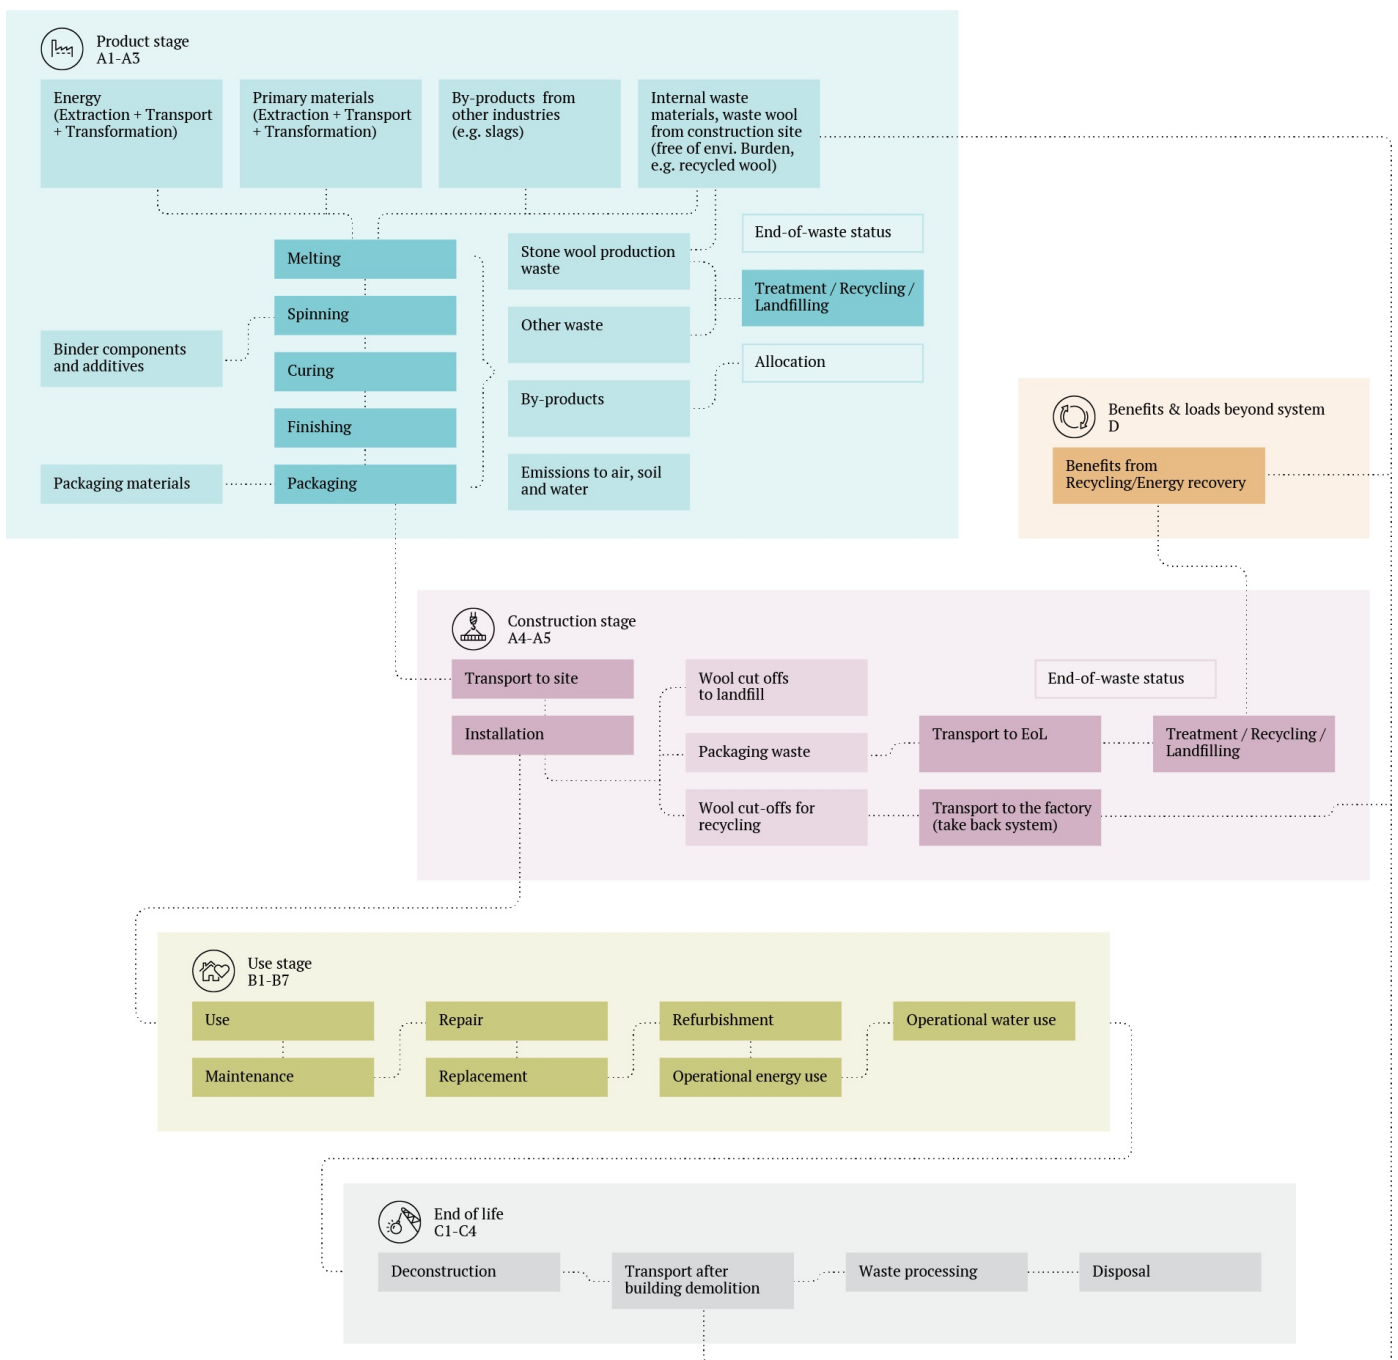 Product stage
A1-A3
Energy
(Extraction + Transport
+ Transformation)
Primary materials
(Extraction + Transport
+ Transformation)
By-products from
other industries
(e.g. slags)
Internal waste
materials, waste wool
from construction site
(free of envi. Burden,
e.g. recycled wool)
Melting
Spinning
Curing
Finishing
Packaging
Binder components
and additives
Packaging materials
Stone wool production
waste
Other waste
By-products
Emissions to air, soil
and water
End-of-waste status
Treatment / Recycling /
Landfilling
Allocation
Benefits & loads beyond system
D
Benefits from
Recycling/Energy recovery
Construction stage
A4-A5
Transport to site
Installation
Wool cut offs
to landfill
Packaging waste
Wool cut-offs for
recycling
End-of-waste status
Transport to EoL
Treatment / Recycling /
Landfilling
Transport to the factory
(take back system)
Use stage
B1-B7
Use
Maintenance
Repair
Replacement
Refurbishment
Operational energy use
Operational water use
End of life
C1-C4
Deconstruction
Transport after
building demolition
Waste processing
Disposal